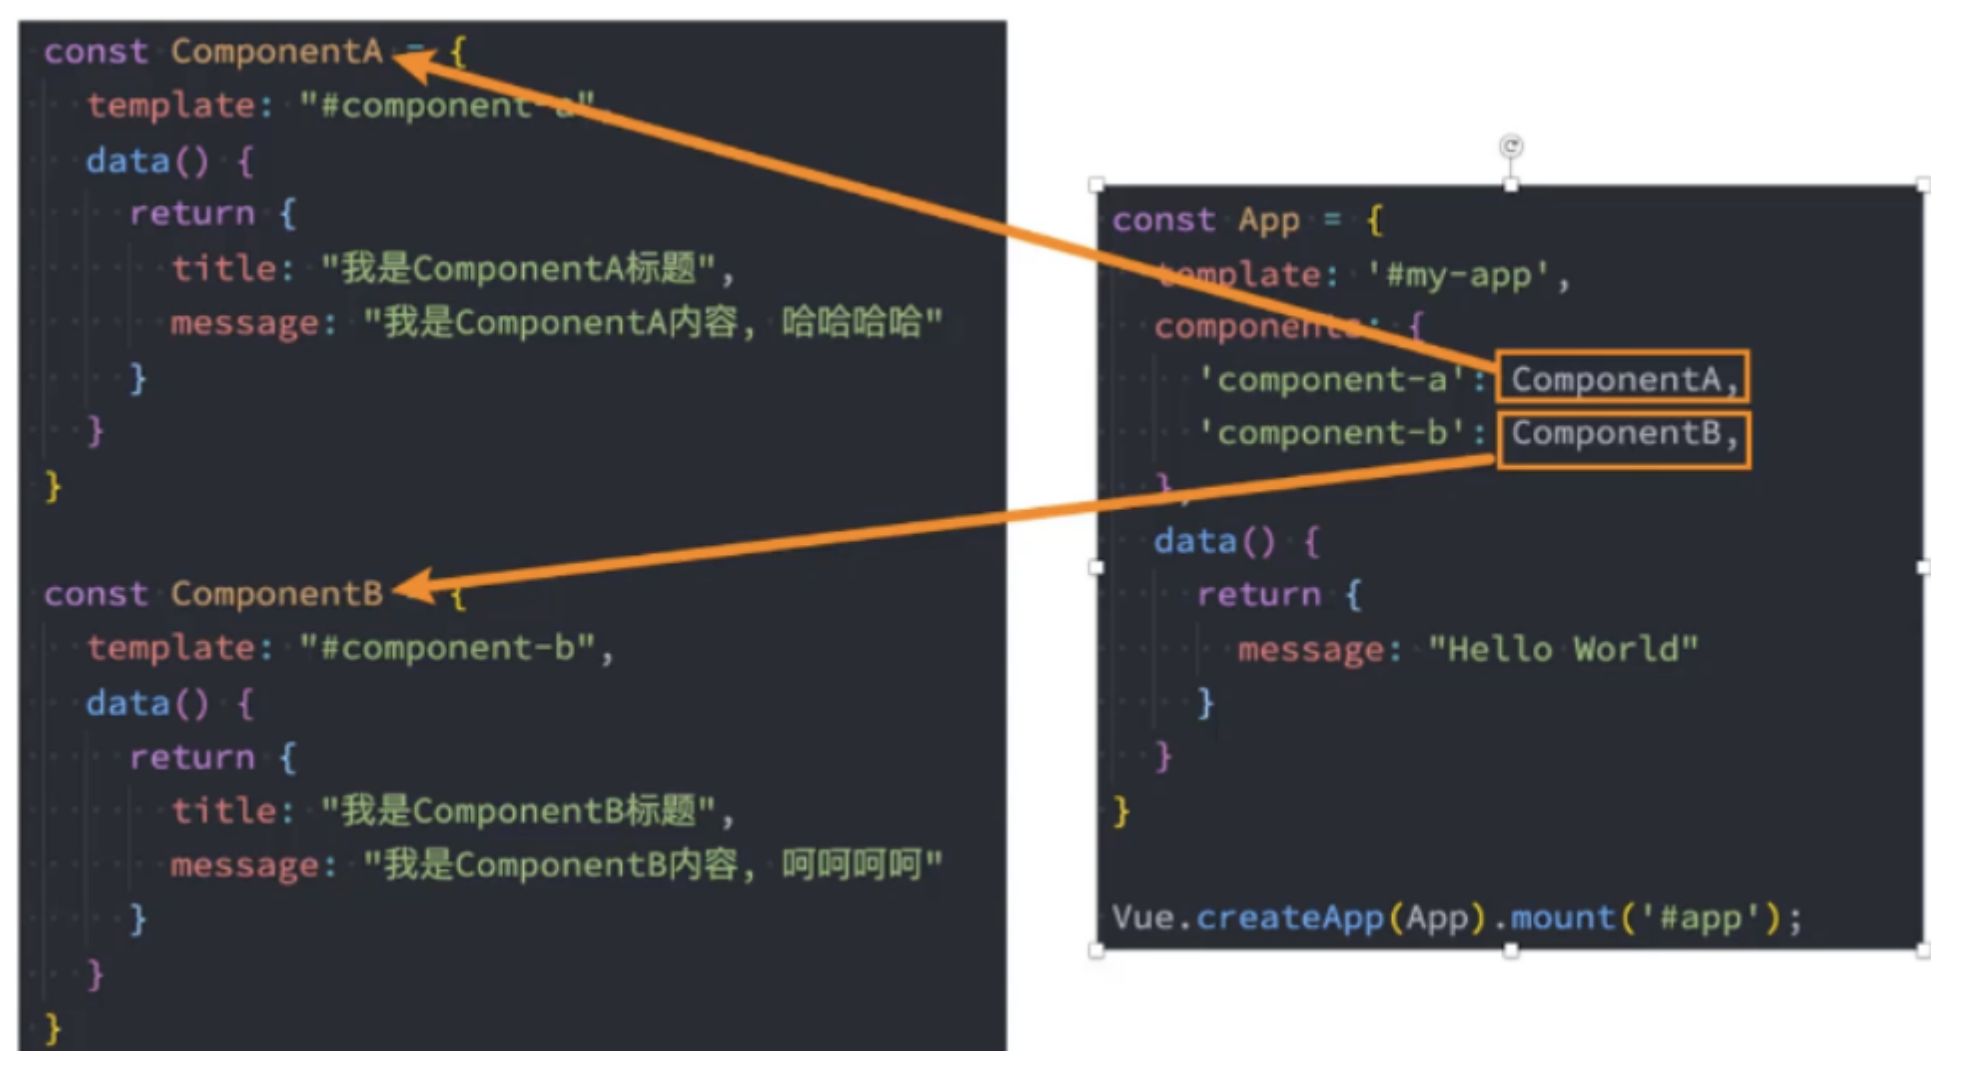 const ComponentA = {
template: "#component-a",
data() {
return {
title: "我是ComponentA标题",
message: "我是ComponentA内容, 哈哈哈哈"
}
}
}
const ComponentB = {
template: "#component-b",
data() {
return {
title: "我是ComponentB标题",
message: "我是ComponentB内容, 呵呵呵呵"
}
}
}
const App = {
template: '#my-app',
components: {
'component-a': ComponentA,
'component-b': ComponentB,
},
data() {
return {
message: "Hello World"
}
}
}
Vue.createApp(App).mount('#app');